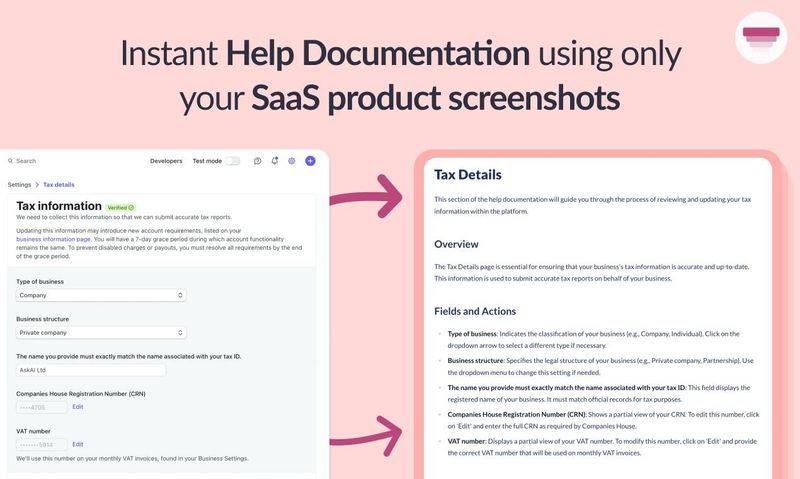 Instant Help Documentation using only
your SaaS product screenshots
Search
Developers
Test mode
Settings > Tax details
Tax information
Verified
We need to collect this information so that we can submit accurate tax reports.
Updating this information may introduce new account requirements, listed on your
business information page. You will have a 7-day grace period during which account functionality
remains the same. To prevent disabled charges or payouts, you must resolve all requirements by the end
of the grace period.
Type of business
Company
Business structure
Private company
The name you provide must exactly match the name associated with your tax ID.
AskAI Ltd
Companies House Registration Number (CRN)
····4705 Edit
VAT number
·······5914 Edit
We'll use this number on your monthly VAT invoices, found in your Business Settings.
Tax Details
This section of the help documentation will guide you through the process of reviewing and updating your tax
information within the platform.
Overview
The Tax Details page is essential for ensuring that your business's tax information is accurate and up-to-date.
This information is used to submit accurate tax reports on behalf of your business.
Fields and Actions
• Type of business: Indicates the classification of your business (e.g., Company, Individual). Click on the
dropdown arrow to select a different type if necessary.
• Business structure: Specifies the legal structure of your business (e.g., Private company, Partnership). Use
the dropdown menu to change this setting if needed.
• The name you provide must exactly match the name associated with your tax ID: This field displays the
registered name of your business. It must match official records for tax purposes.
• Companies House Registration Number (CRN): Shows a partial view of your CRN. To edit this number, click
on 'Edit' and enter the full CRN as required by Companies House.
• VAT number: Displays a partial view of your VAT number. To modify this number, click on 'Edit' and provide
the correct VAT number that will be used on monthly VAT invoices.